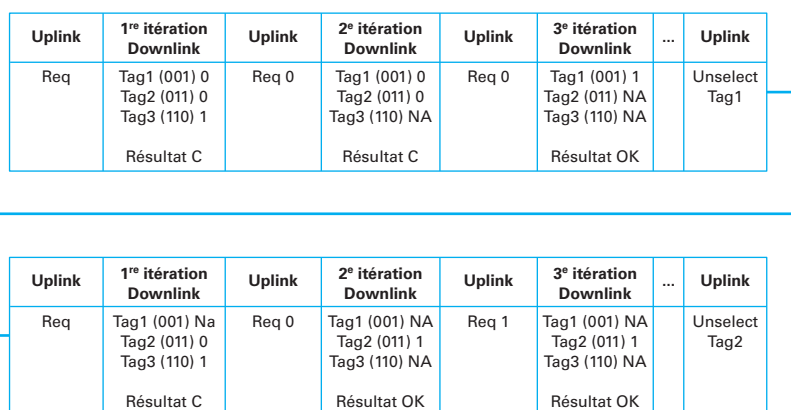 Uplink 1re itération Downlink Uplink 2e itération Downlink Uplink 3e itération Downlink ... Uplink
Req Tag1 (001) 0 Req 0 Tag1 (001) 0 Req 0 Tag1 (001) 1 Unselect
Tag2 (011) 0 Tag2 (011) 0 Tag2 (011) NA Tag1
Tag3 (110) 1 Tag3 (110) NA Tag3 (110) NA
Résultat C Résultat C Résultat OK
Uplink 1re itération Downlink Uplink 2e itération Downlink Uplink 3e itération Downlink ... Uplink
Req Tag1 (001) Na Req 0 Tag1 (001) NA Req 1 Tag1 (001) NA Unselect
Tag2 (011) 0 Tag2 (011) 1 Tag2 (011) 1 Tag2
Tag3 (110) 1 Tag3 (110) NA Tag3 (110) NA
Résultat C Résultat OK Résultat OK